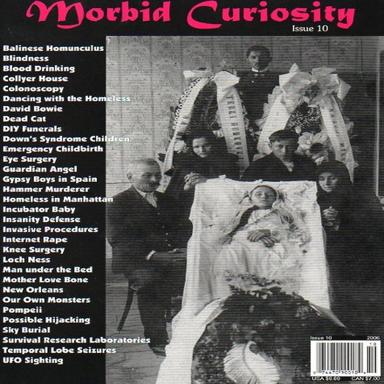 Morbid Curiosity
Issue 10
Balinese Homunculus
Blindness
Blood Drinking
Collyer House
Colonoscopy
Dancing with the Homeless
David Bowie
Dead Cat
DIY Funerals
Down's Syndrome Children
Emergency Childbirth
Eye Surgery
Guardian Angel
Gypsy Boys in Spain
Hammer Murderer
Homeless in Manhattan
Incubator Baby
Insanity Defense
Invasive Procedures
Internet Rape
Knee Surgery
Loch Ness
Man under the Bed
Mother Love Bone
New Orleans
Our Own Monsters
Pompeii
Possible Hijacking
Sky Burial
Survival Research Laboratories
Temporal Lobe Seizures
UFO Sighting
Issue 10 2006
USA CAN $7.00